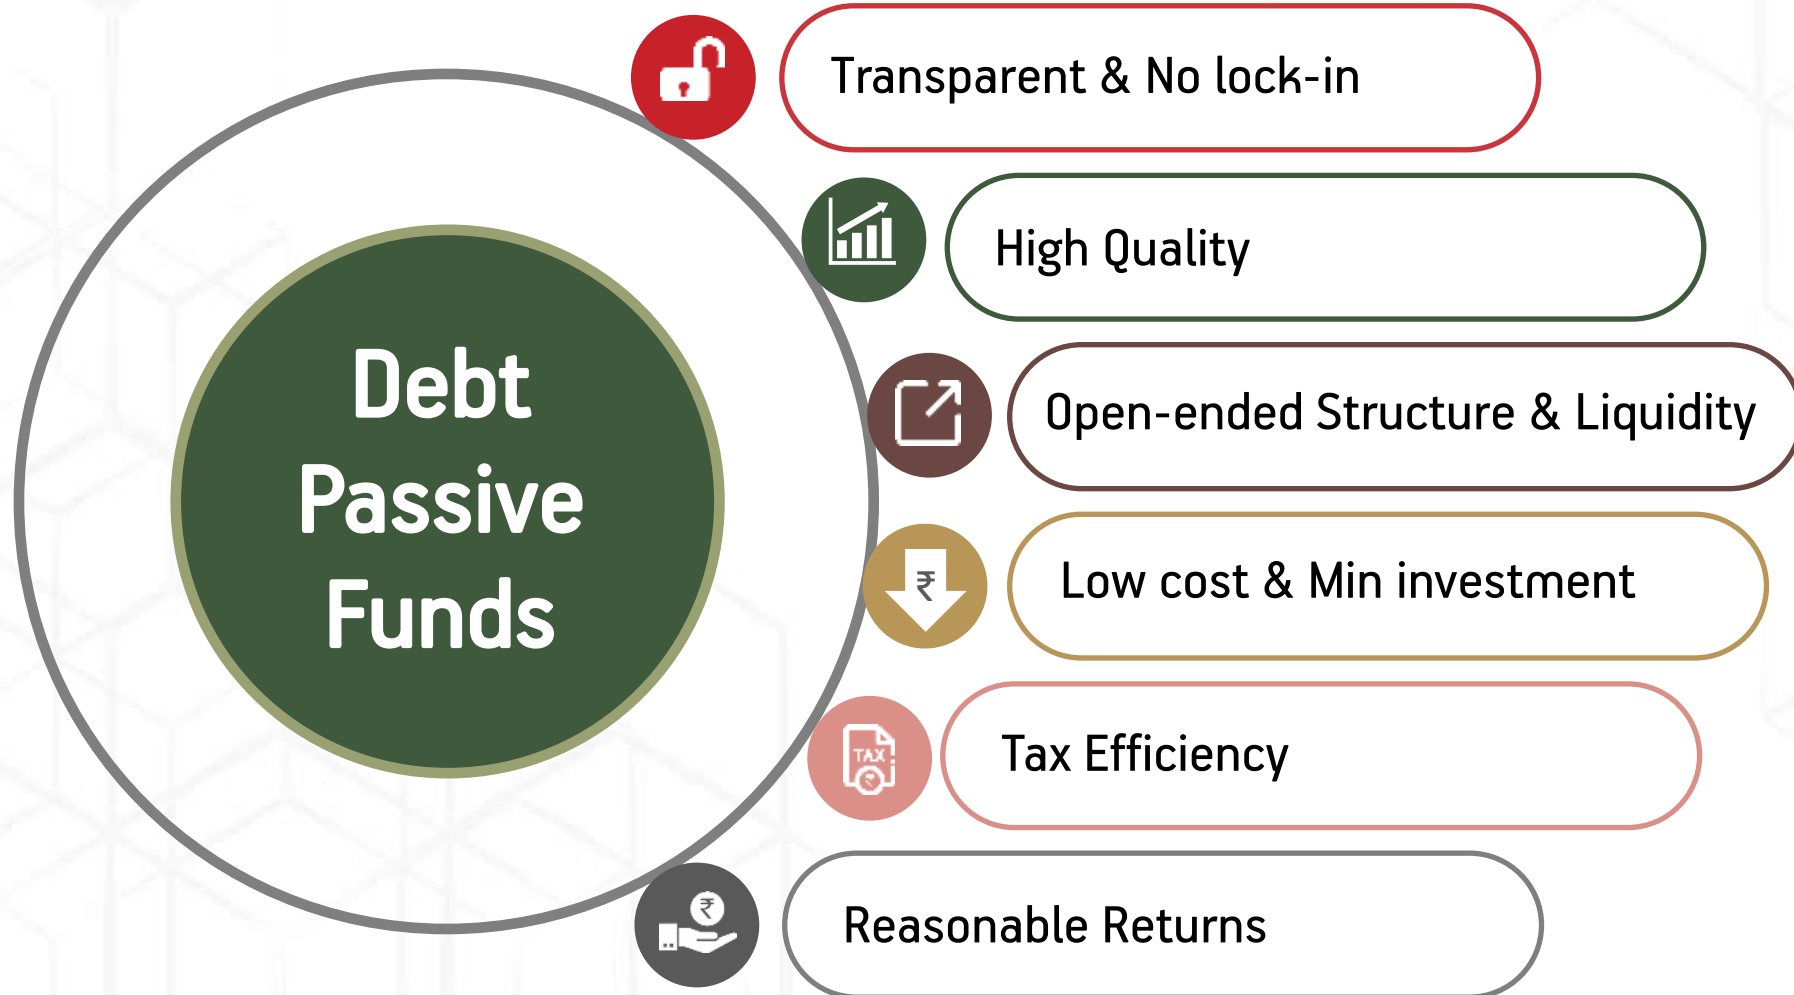 Transparent & No lock-in
High Quality
Debt
Passive
Funds
Open-ended Structure & Liquidity
₹
Low cost & Min investment
TAX
₹
Tax Efficiency
₹
Reasonable Returns